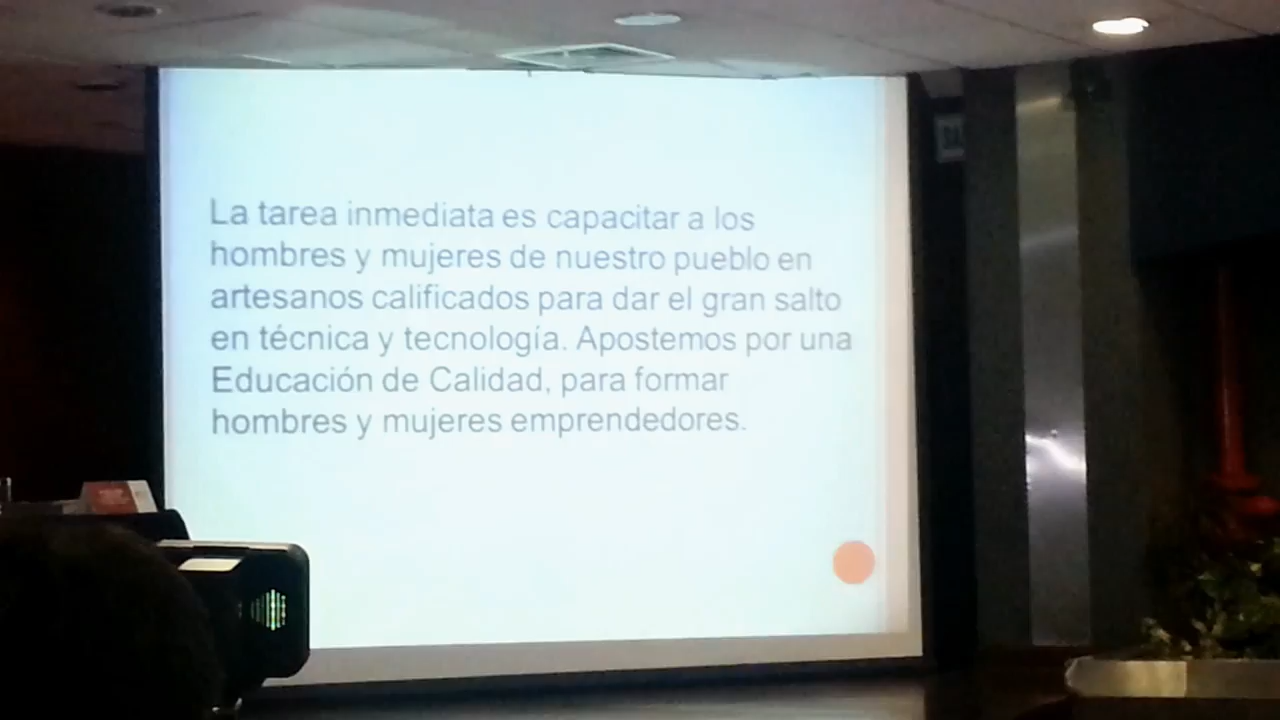 La tarea inmediata es capacitar a los
hombres y mujeres de nuestro pueblo en
artesanos calificados para dar el gran salto
en técnica y tecnología. Apostemos por una
Educación de Calidad, para formar
hombres y mujeres emprendedores.